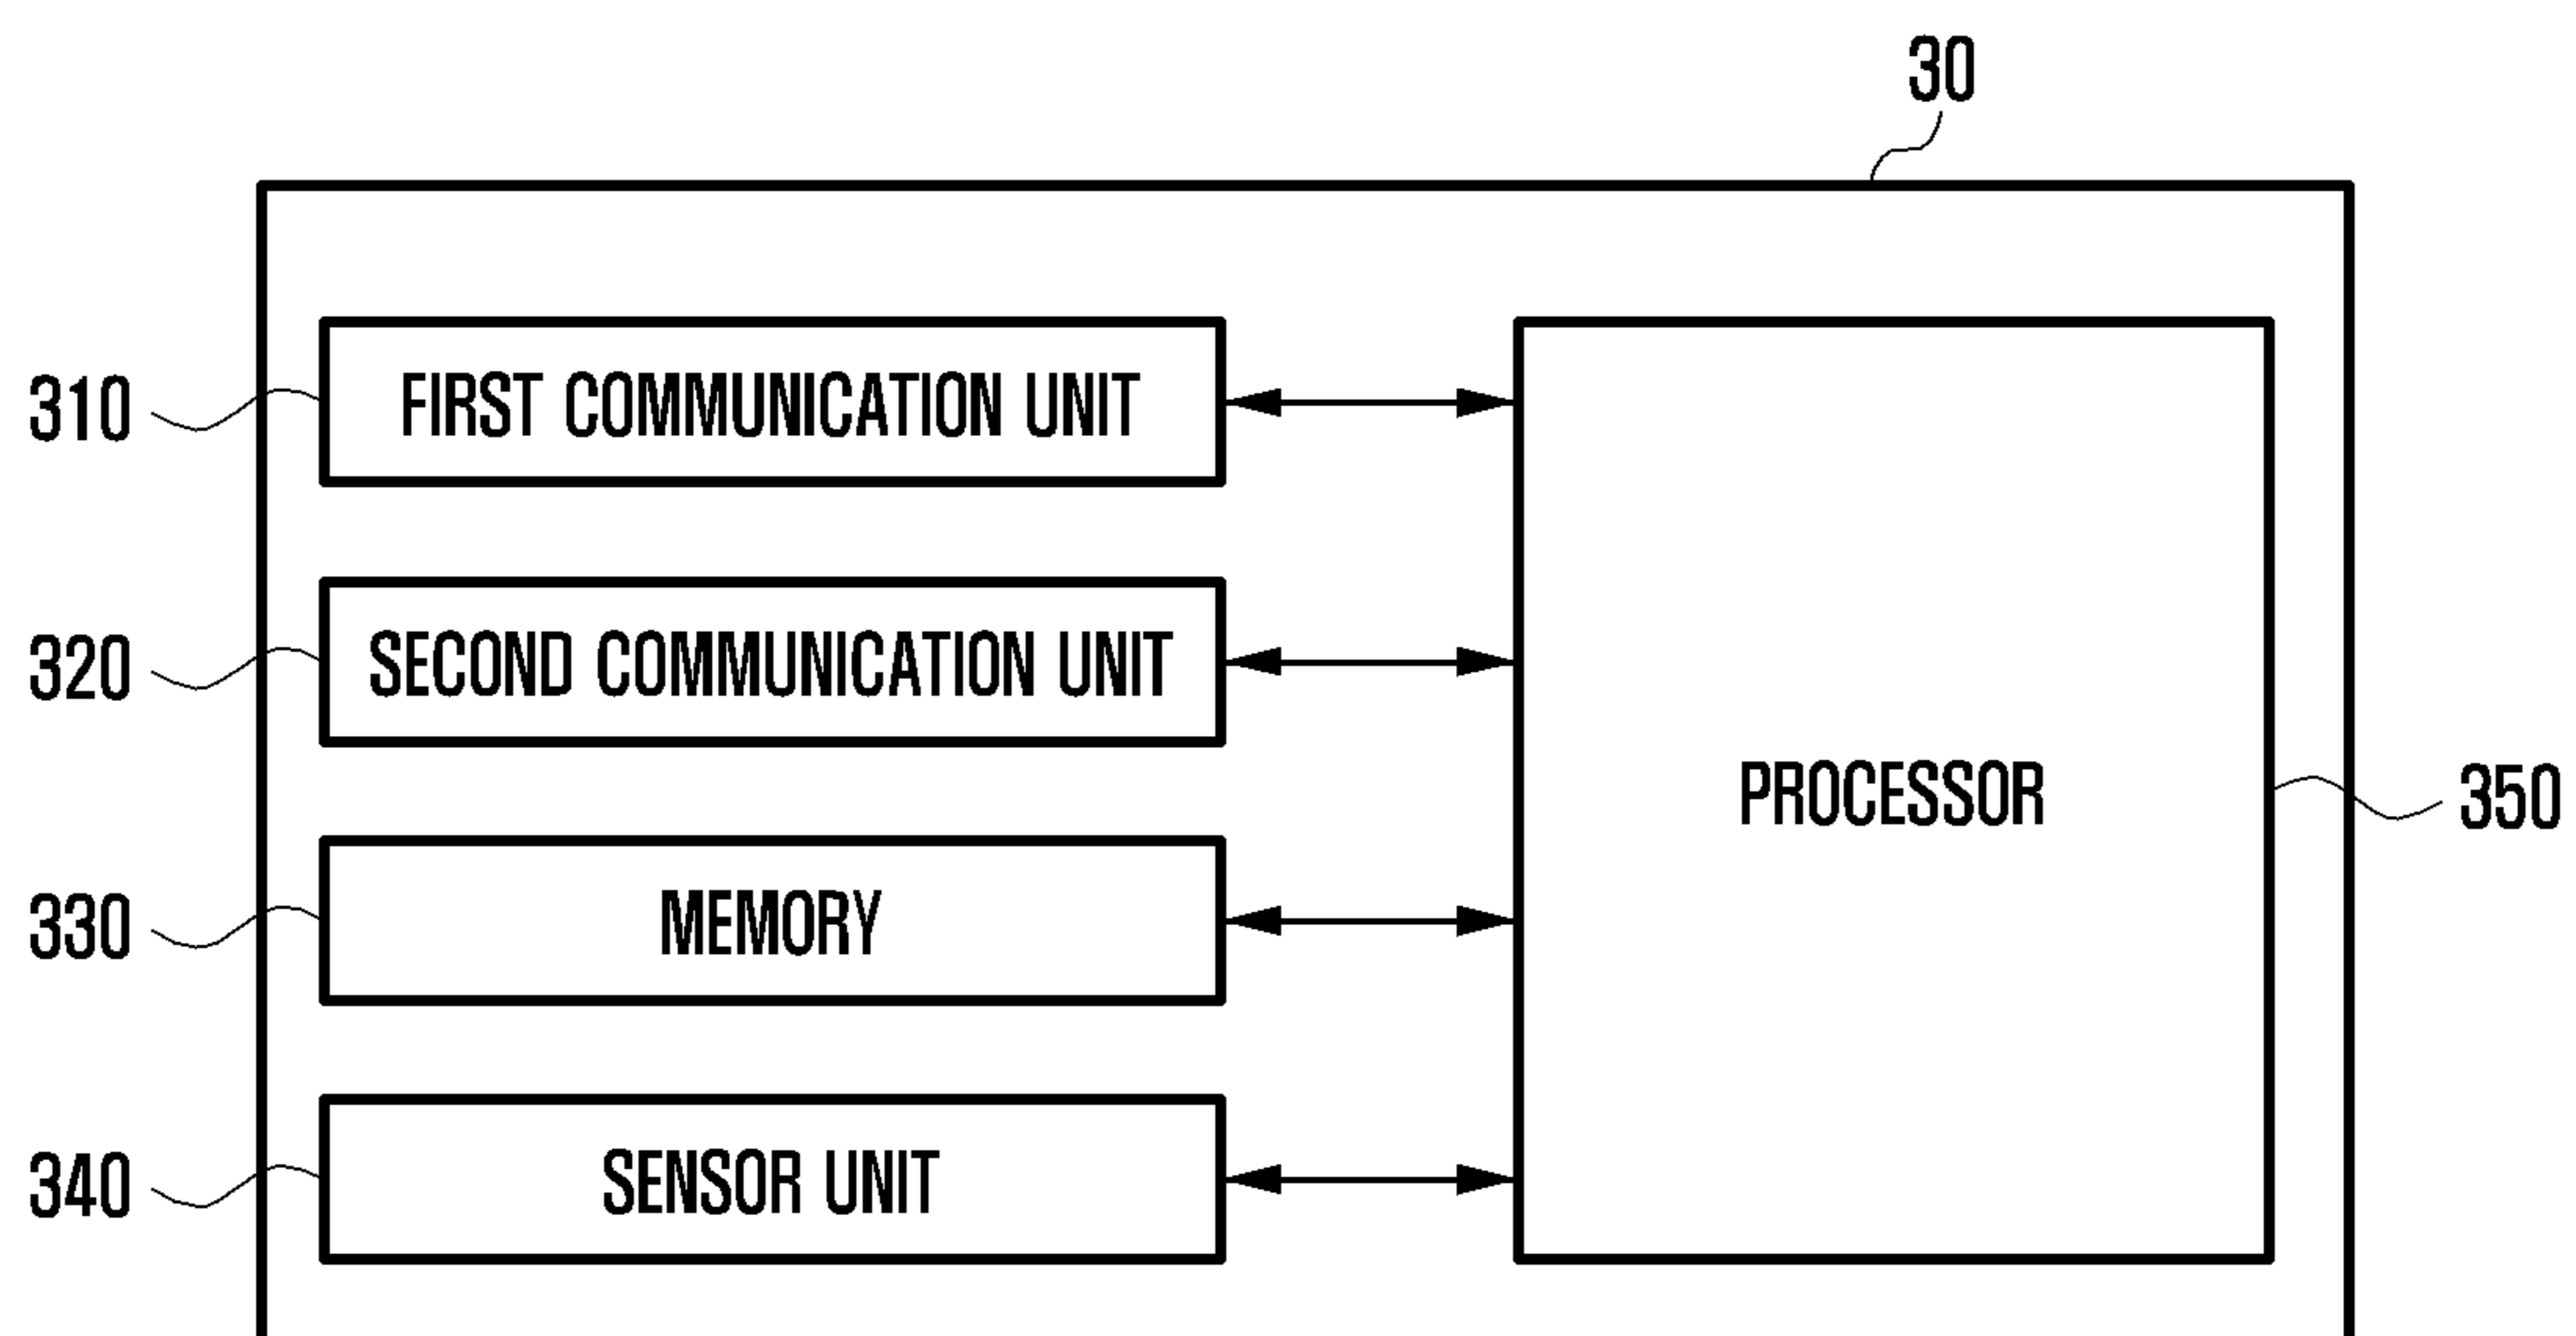 30
310 FIRST COMMUNICATION UNIT
320 SECOND COMMUNICATION UNIT
PROCESSOR 350
330 MEMORY
340 SENSOR UNIT